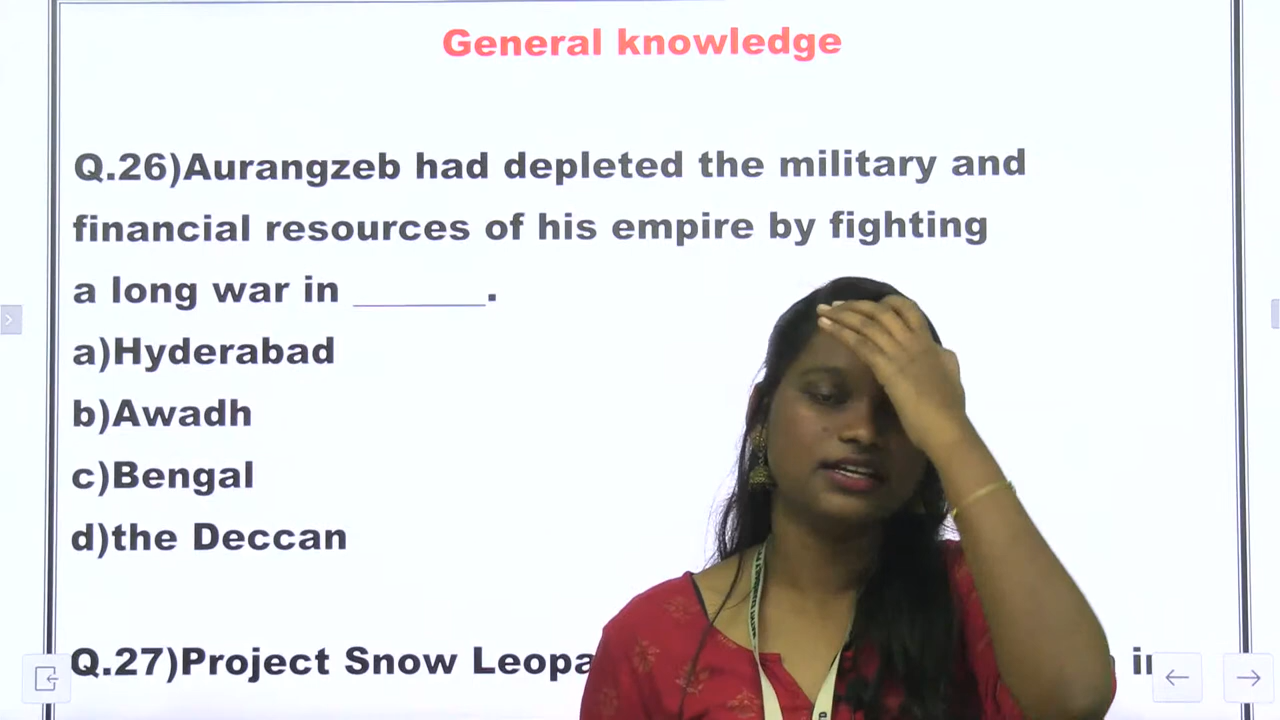 General knowledge
Q.26)Aurangzeb had depleted the military and
financial resources of his empire by fighting
a long war in _______.
a)Hyderabad
b)Awadh
c)Bengal
d)the Deccan
Q.27)Project Snow